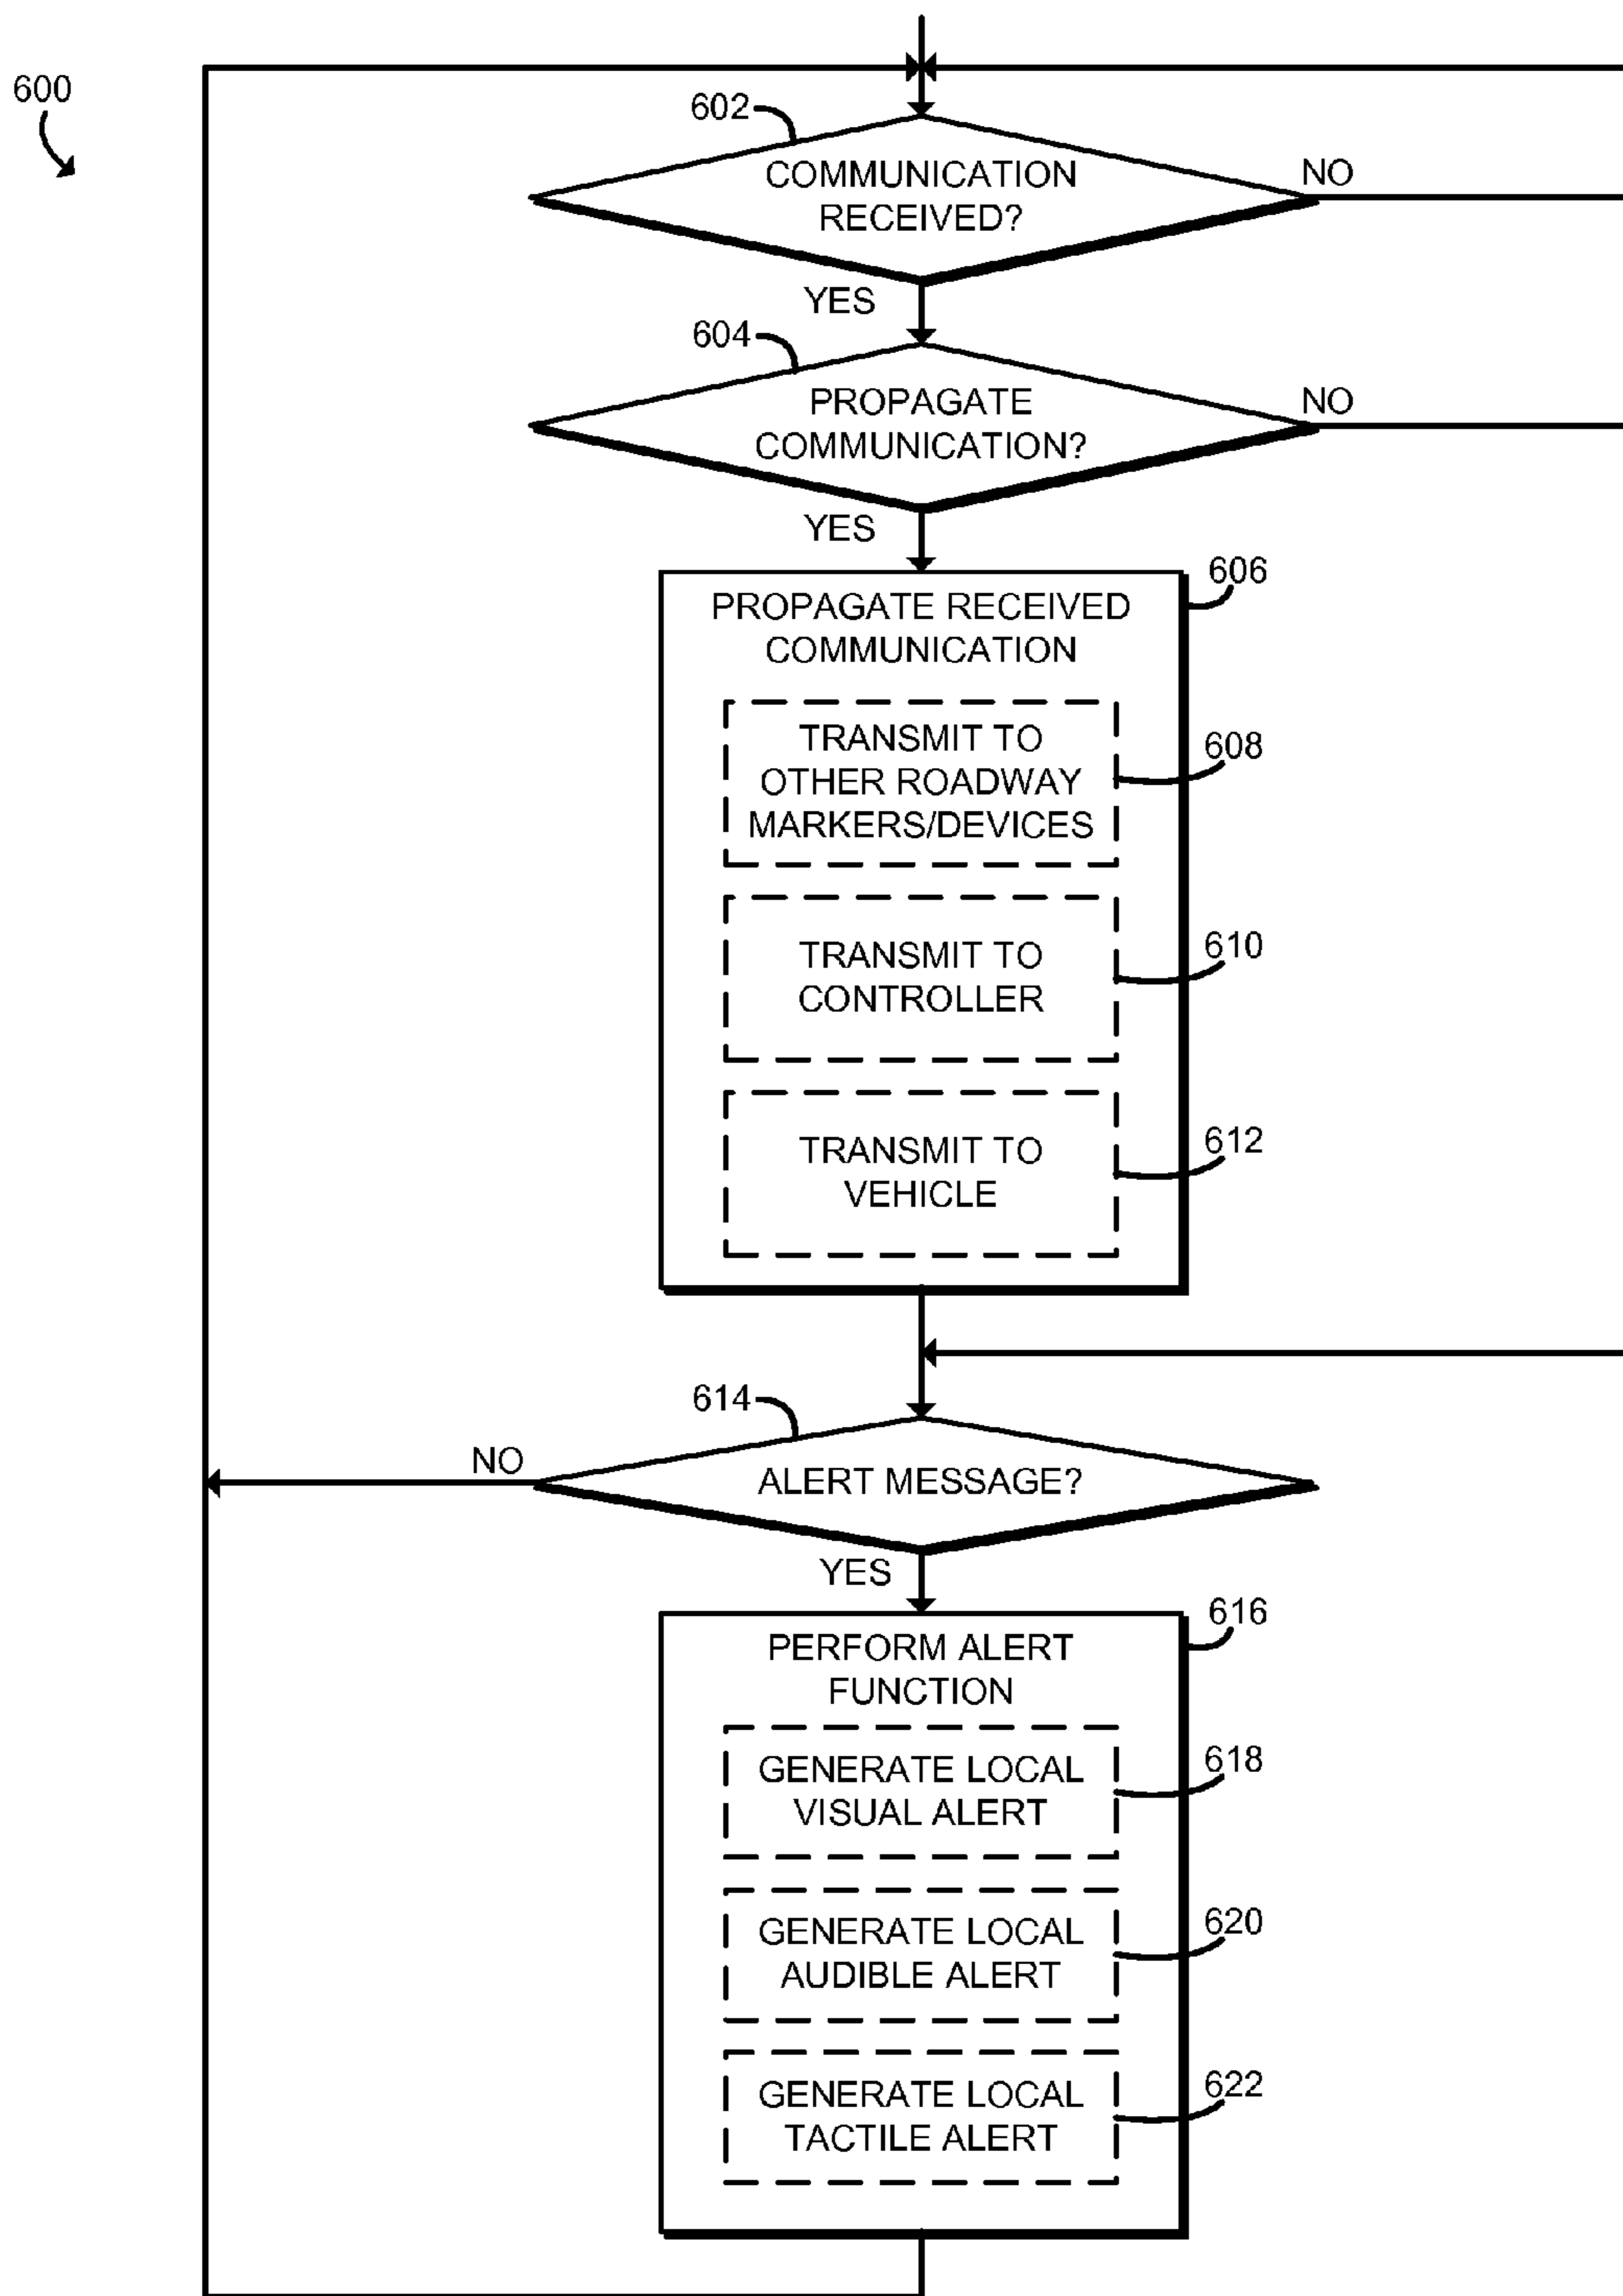 600
602
COMMUNICATION
RECEIVED?
NO
YES
604
PROPAGATE
COMMUNICATION?
NO
YES
606
PROPAGATE RECEIVED
COMMUNICATION
TRANSMIT TO
OTHER ROADWAY
MARKERS/DEVICES
608
TRANSMIT TO
CONTROLLER
610
TRANSMIT TO
VEHICLE
612
614
NO
ALERT MESSAGE?
YES
616
PERFORM ALERT
FUNCTION
GENERATE LOCAL
VISUAL ALERT
618
GENERATE LOCAL
AUDIBLE ALERT
620
GENERATE LOCAL
TACTILE ALERT
622